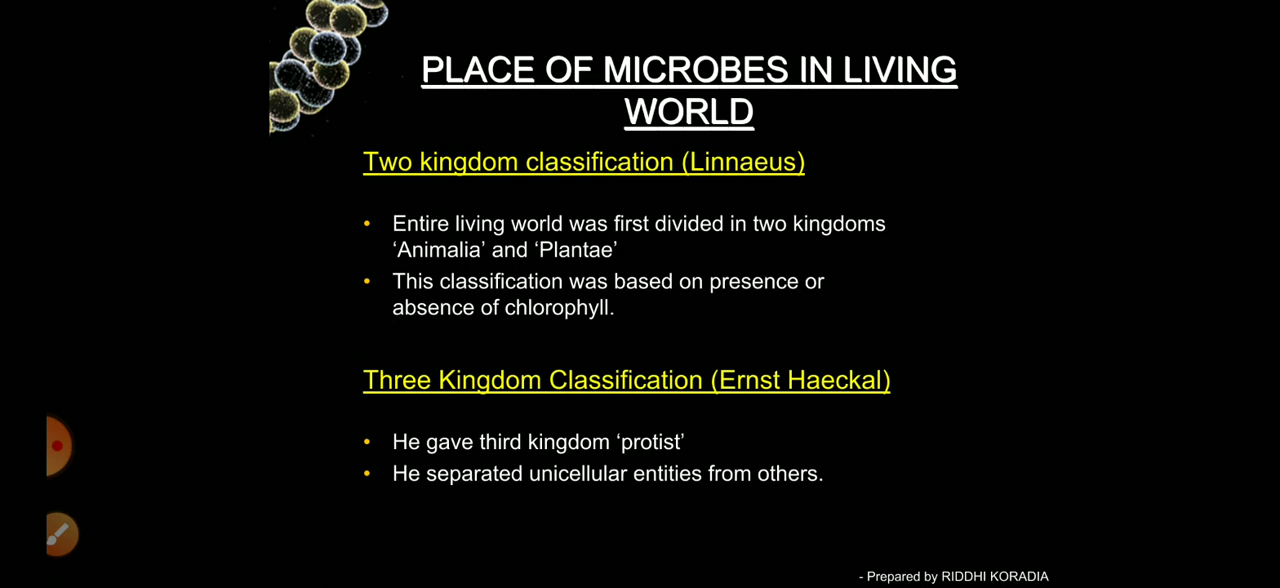 PLACE OF MICROBES IN LIVING
WORLD
Two kingdom classification (Linnaeus)
• Entire living world was first divided in two kingdoms
‘Animalia’ and ‘Plantae’
• This classification was based on presence or
absence of chlorophyll.
Three Kingdom Classification (Ernst Haeckal)
• He gave third kingdom ‘protist’
• He separated unicellular entities from others.
- Prepared by RIDDHI KORADIA